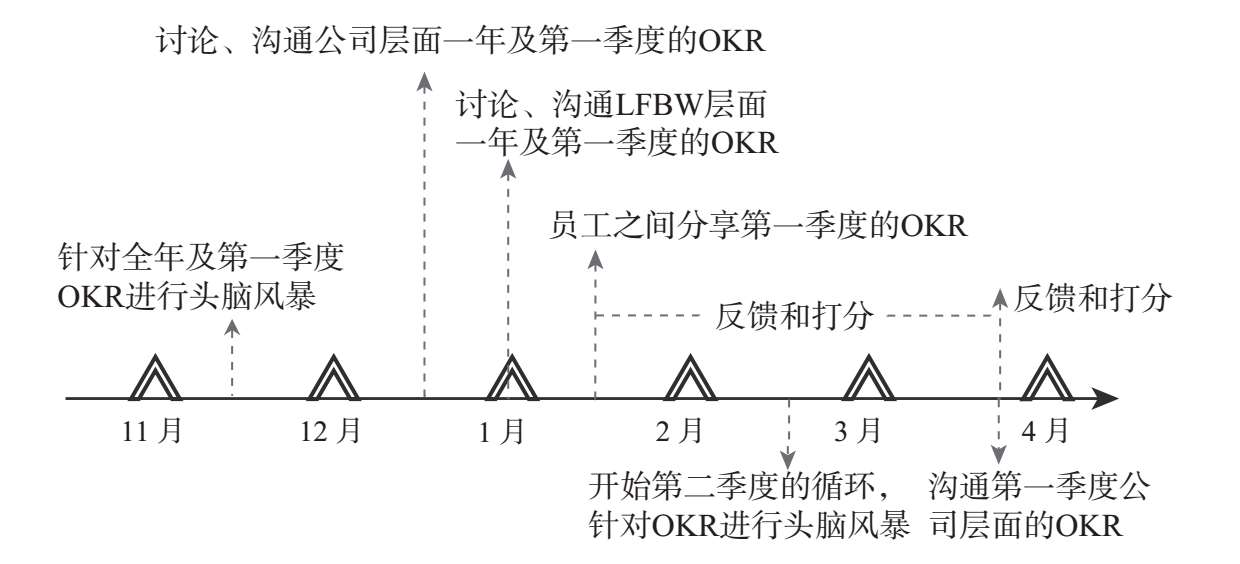 讨论、沟通公司层面一年及第一季度的OKR
讨论、沟通LFBW层面
一年及第一季度的OKR
员工之间分享第一季度的OKR
针对全年及第一季度
OKR进行头脑风暴
反馈和打分
反馈和打分
11月
12月
1月
2月
3月
4月
开始第二季度的循环，
针对OKR进行头脑风暴
沟通第一季度公
司层面的OKR